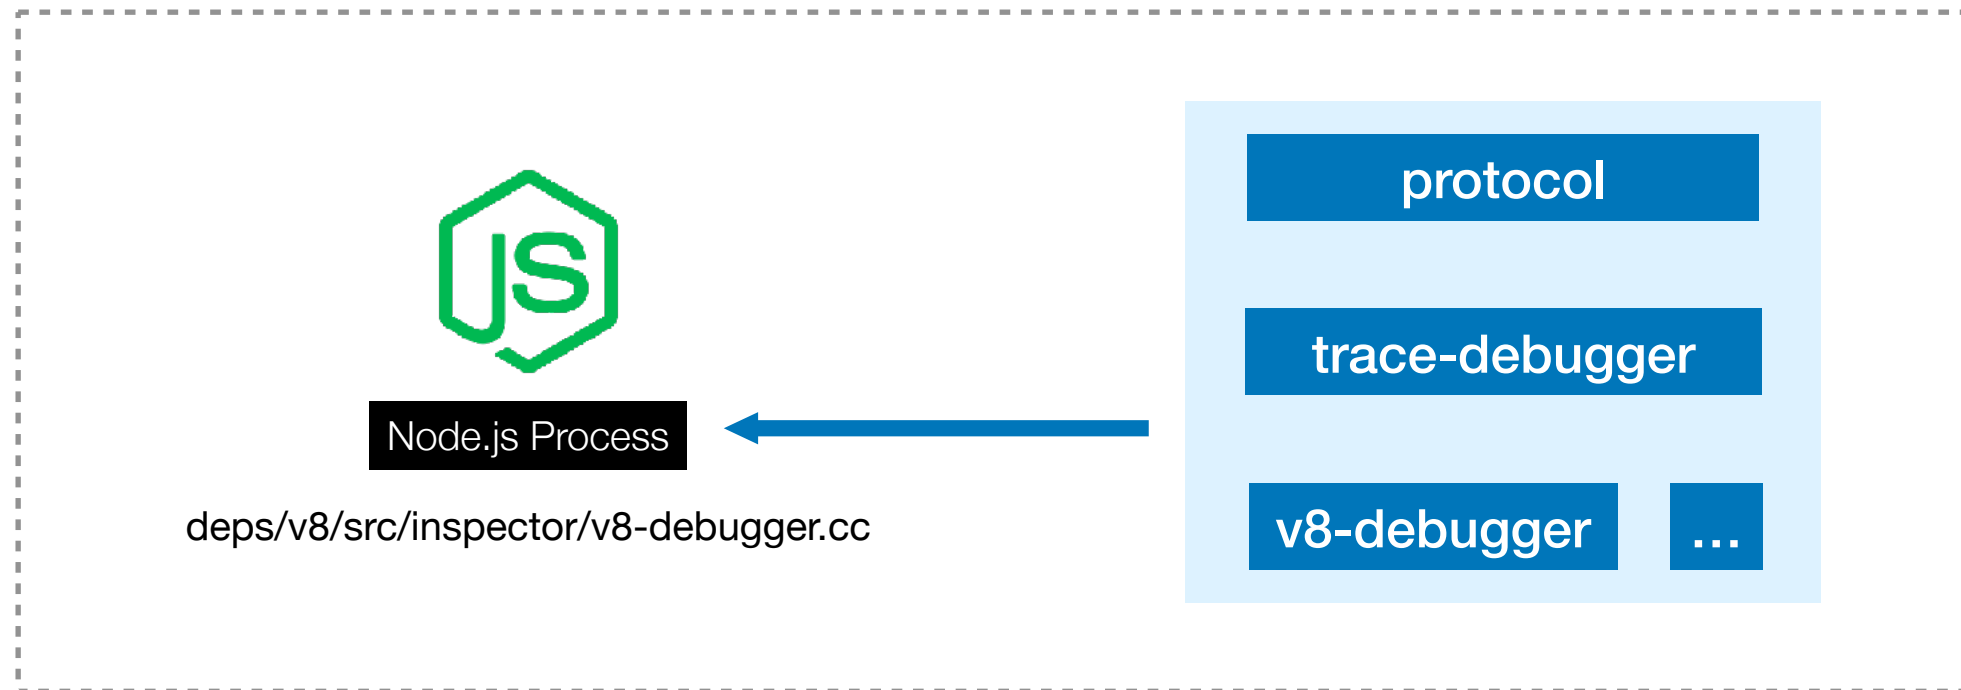 JS
Node.js Process
deps/v8/src/inspector/v8-debugger.cc
protocol
trace-debugger
v8-debugger
...